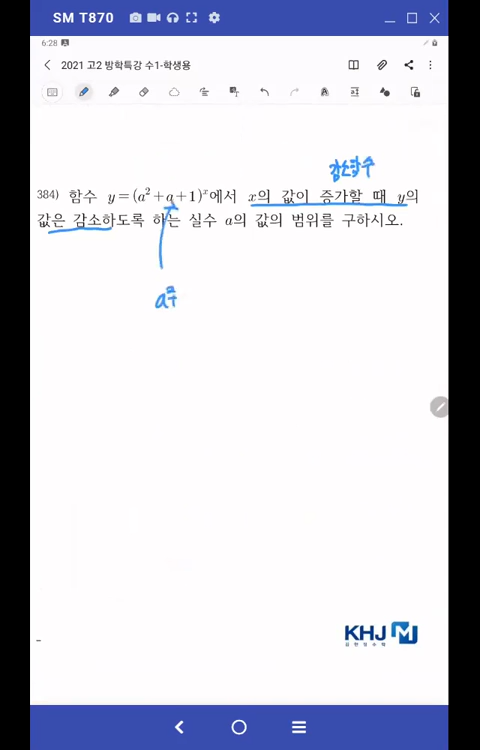 SM T870
6:28
2021 고2 방학특강 수1-학생용
감소함수
384) 함수 y=(a²+a+1)ˣ에서 x의 값이 증가할 때 y의
값은 감소하도록 하는 실수 a의 값의 범위를 구하시오.
KHJ M